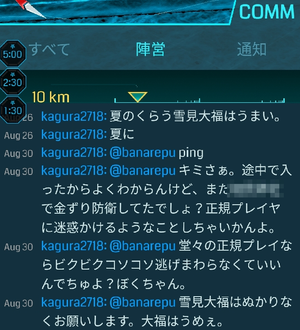 COMM
すべて 陣営 通知
5:00
2:30
1:30
10 km
kagura2718: 夏のくらう雪見大福はうまい。
Aug 26 kagura2718: 夏に
Aug 30 kagura2718: @banarepu ping
Aug 30 kagura2718: @banarepu キミさぁ。途中で入
ったからよくわからんけど、また
で金ずり防衛してたでしょ？正規プレイヤ
に迷惑かけるようなことしちゃいかんよ。
Aug 30 kagura2718: @banarepu 堂々の正規プレイな
らビクビクコソコソ逃げまわらなくていい
んでちゅよ？ぼくちゃん。
Aug 30 kagura2718: @banarepu 雪見大福はぬかりな
くお願いします。大福はうめぇ。